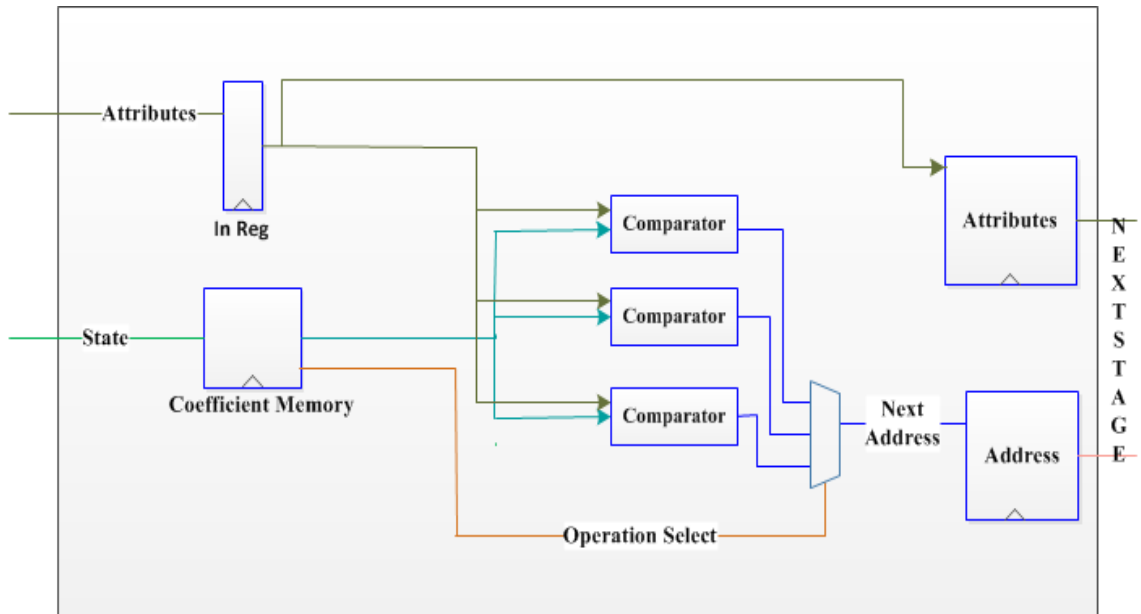 Attributes
In Reg
State
Coefficient Memory
Comparator
Comparator
Comparator
Operation Select
Next
Address
Attributes
Address
N
E
X
T
S
T
A
G
E